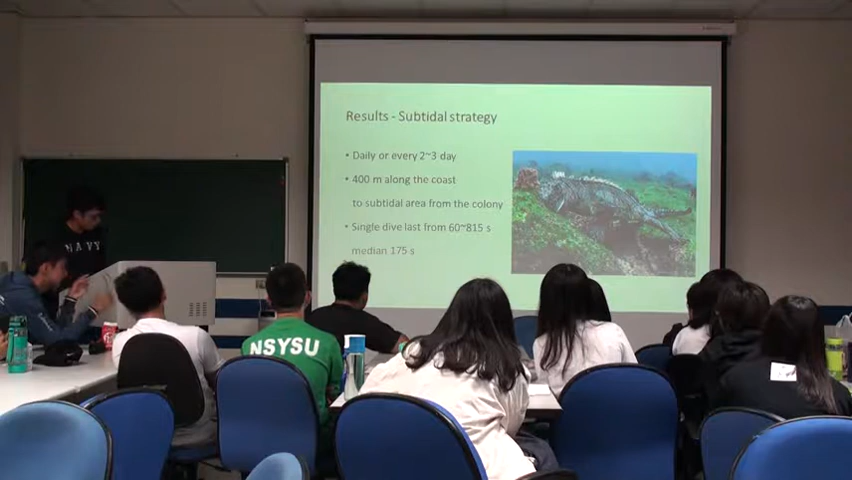 Results - Subtidal strategy
• Daily or every 2~3 day
• 400 m along the coast
to subtidal area from the colony
• Single dive last from 60~815 s
median 175 s
NAVY
NSYSU